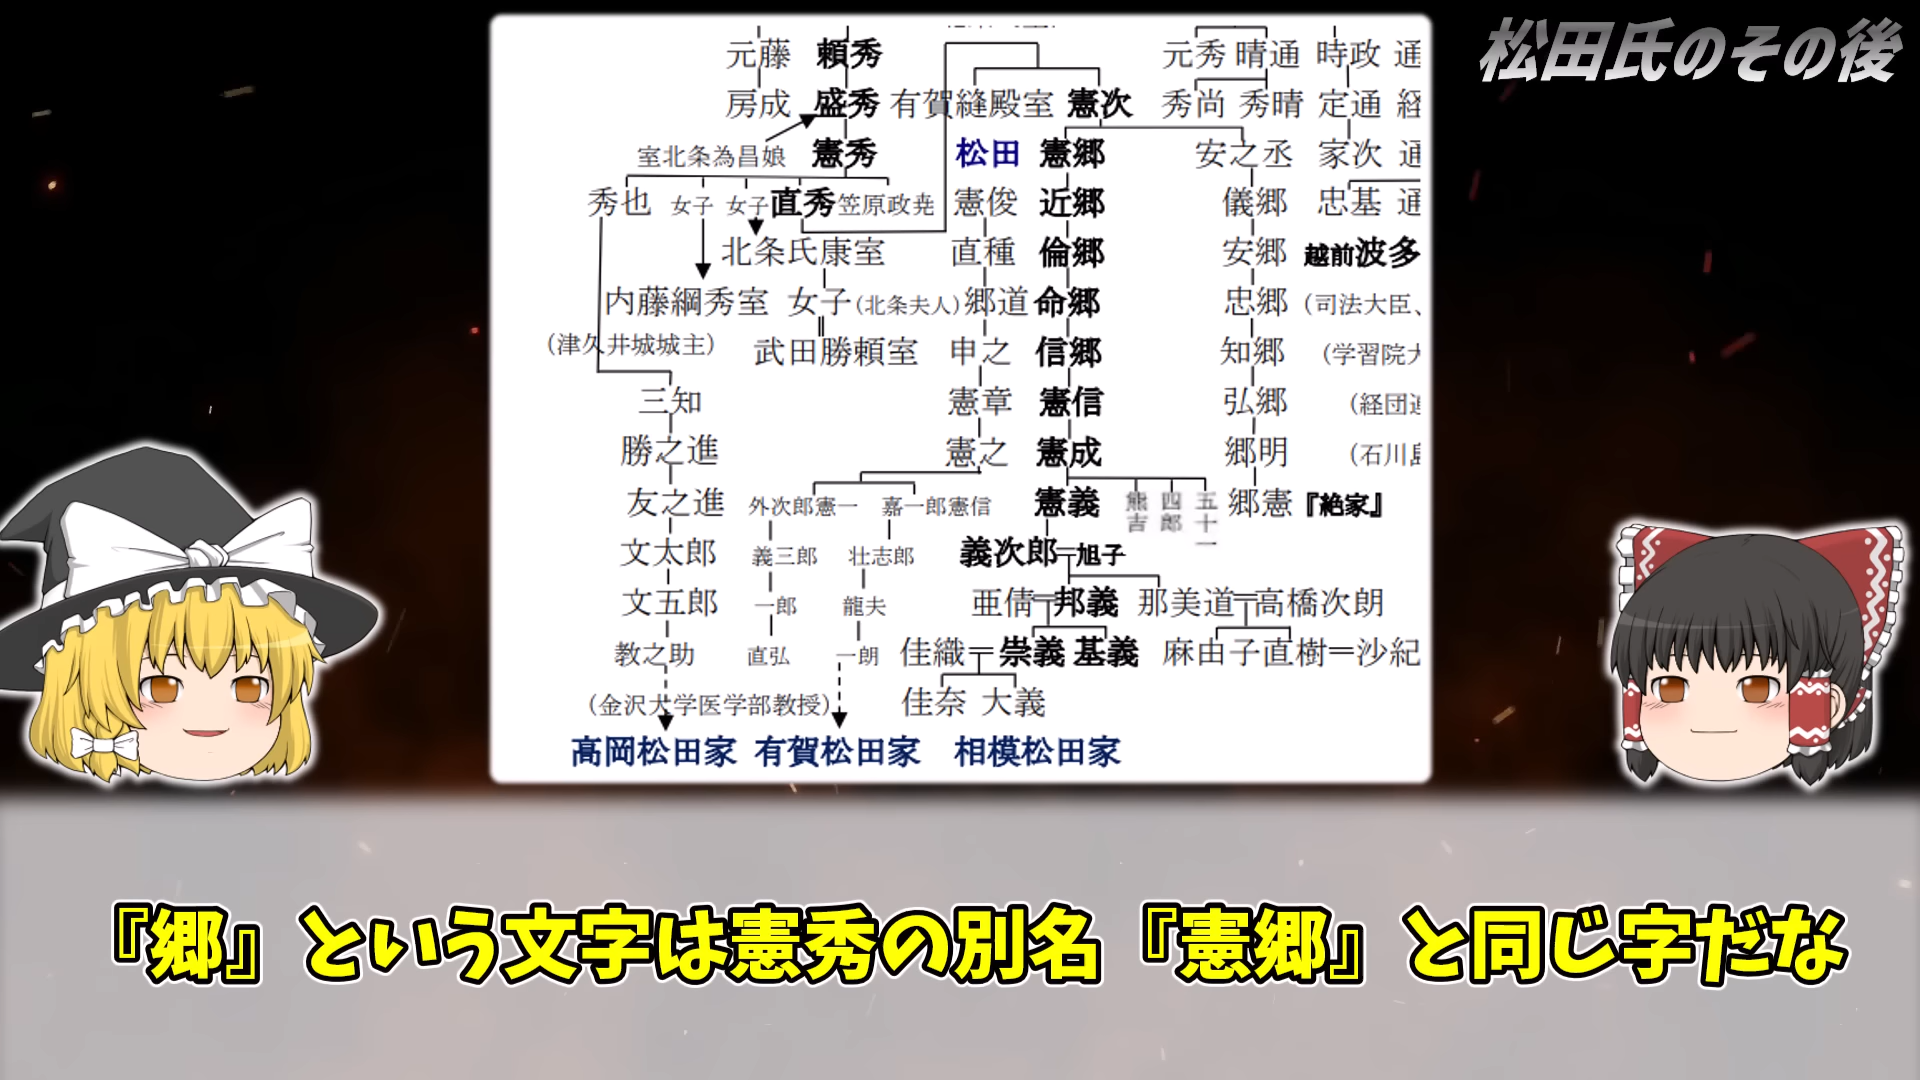 松田氏のその後
元藤 頼秀 元秀 晴通 時政 通
房成 盛秀 有賀縫殿室 憲次 秀尚 秀晴 定通 経
室北条為昌娘 憲秀 松田 憲郷 安之丞 家次 通
秀也 女子 女子 直秀 笠原政尭 憲俊 近郷 儀郷 忠基 通
北条氏康室 直種 倫郷 安郷 越前波多
内藤綱秀室 女子(北条夫人) 郷道 命郷 忠郷 (司法大臣、
(津久井城城主) 武田勝頼室 申之 信郷 知郷 (学習院大
三知 憲章 憲信 弘郷 (経団連
勝之進 憲之 憲成 郷明 (石川島
友之進 外次郎憲一 嘉一郎憲信 憲義 熊吉 四郎 五十一 郷憲『絶家』
文太郎 義三郎 壮志郎 義次郎=旭子
文五郎 一郎 龍夫 亜倩=邦義 那美道=高橋次朗
教之助 直弘 一朗 佳織=崇義 基義 麻由子直樹=沙紀
(金沢大学医学部教授) 佳奈 大義
高岡松田家 有賀松田家 相模松田家
『郷』という文字は憲秀の別名『憲郷』と同じ字だな